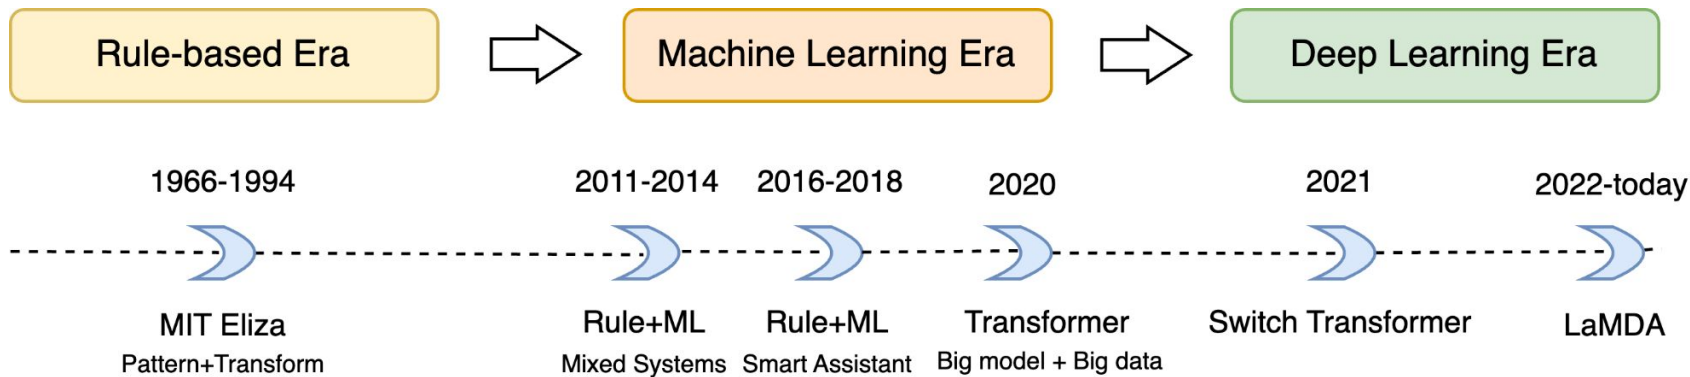 Rule-based Era
Machine Learning Era
Deep Learning Era
1966-1994
2011-2014
2016-2018
2020
2021
2022-today
MIT Eliza
Pattern+Transform
Rule+ML
Mixed Systems
Rule+ML
Smart Assistant
Transformer
Big model + Big data
Switch Transformer
LaMDA